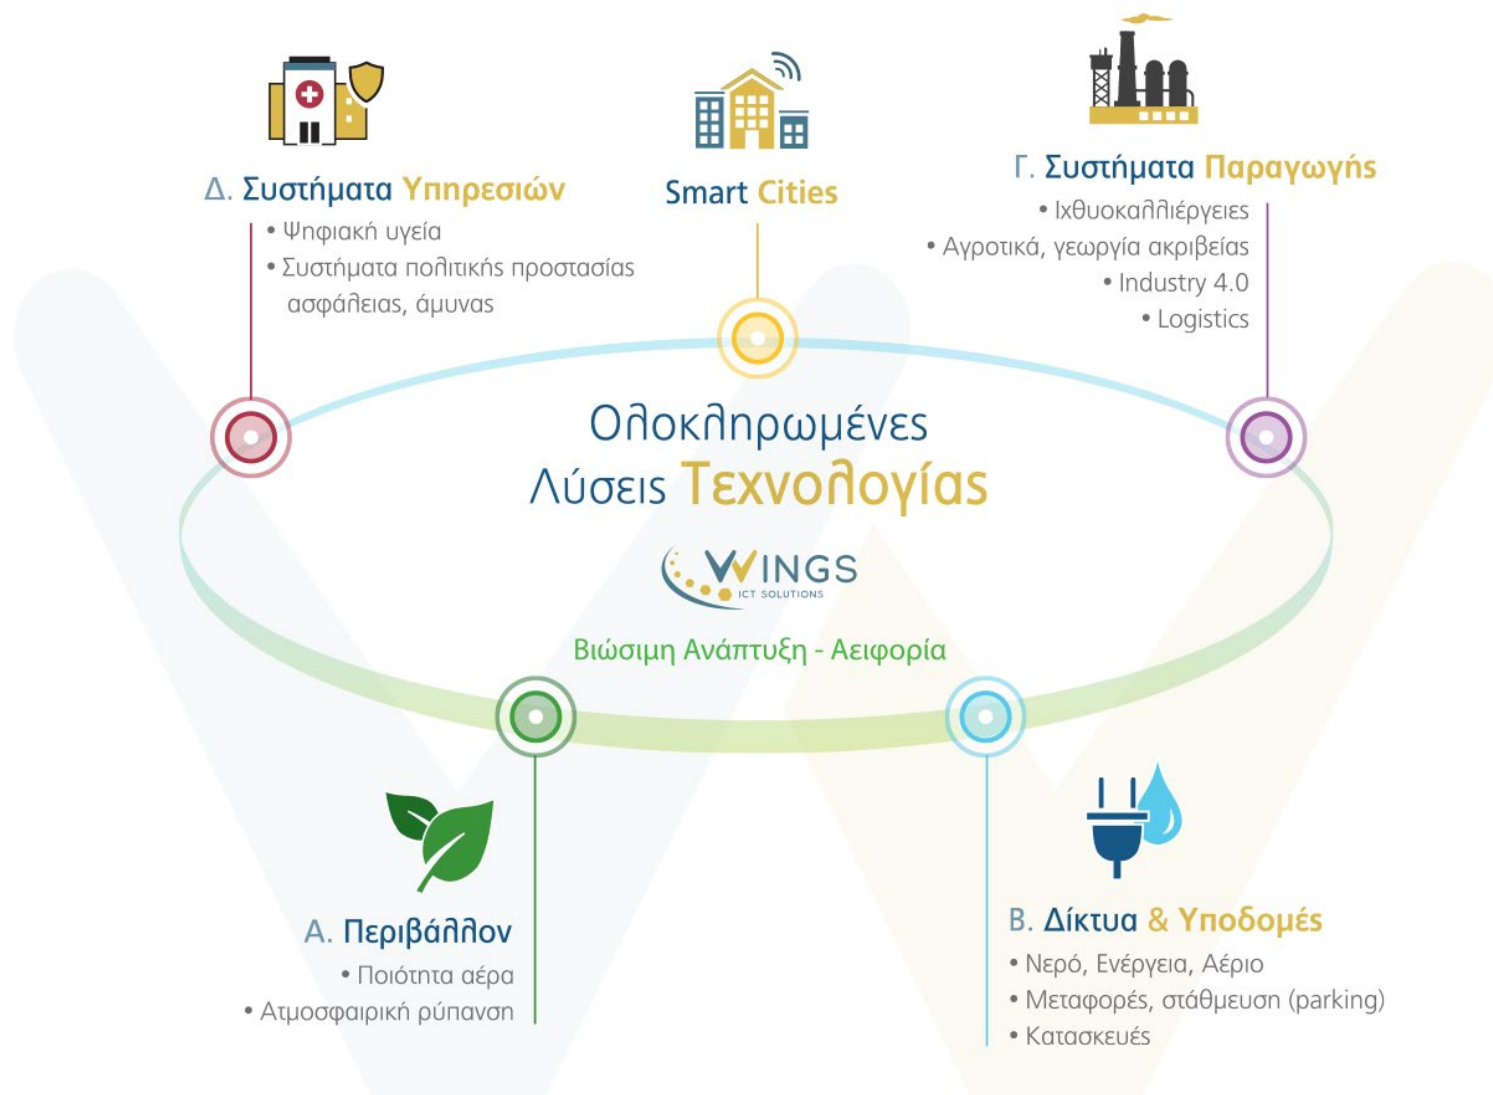 Δ. Συστήματα Υπηρεσιών
• Ψηφιακή υγεία
• Συστήματα πολιτικής προστασίας
ασφάλειας, άμυνας
Smart Cities
Γ. Συστήματα Παραγωγής
• Ιχθυοκαλλιέργειες
• Αγροτικά, γεωργία ακριβείας
• Industry 4.0
• Logistics
Ολοκληρωμένες
Λύσεις Τεχνολογίας
WINGS
ICT SOLUTIONS
Βιώσιμη Ανάπτυξη - Αειφορία
Α. Περιβάλλον
• Ποιότητα αέρα
• Ατμοσφαιρική ρύπανση
Β. Δίκτυα & Υποδομές
• Νερό, Ενέργεια, Αέριο
• Μεταφορές, στάθμευση (parking)
• Κατασκευές